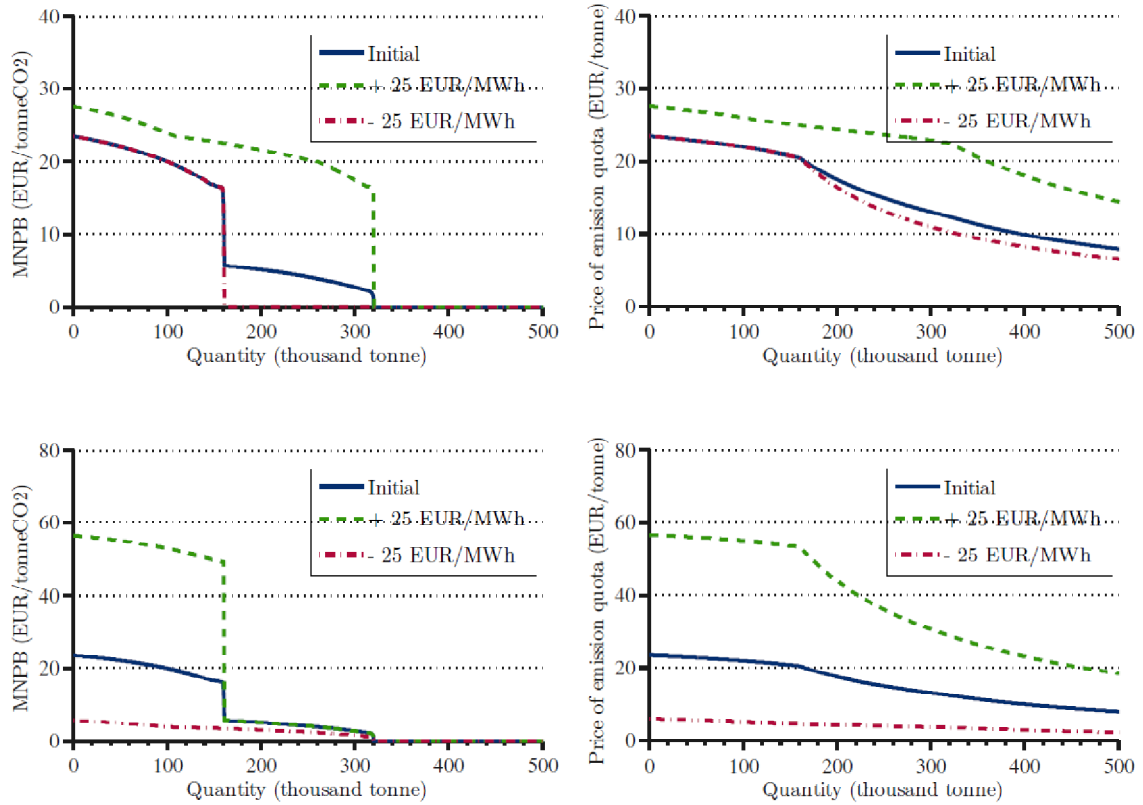 MNPB (EUR/tonneCO2)
40
30
20
10
0
Initial
+ 25 EUR/MWh
- 25 EUR/MWh
0 100 200 300 400 500
Quantity (thousand tonne)
Price of emission quota (EUR/tonne)
40
30
20
10
0
Initial
+ 25 EUR/MWh
- 25 EUR/MWh
0 100 200 300 400 500
Quantity (thousand tonne)
MNPB (EUR/tonneCO2)
80
60
40
20
0
Initial
+ 25 EUR/MWh
- 25 EUR/MWh
0 100 200 300 400 500
Quantity (thousand tonne)
Price of emission quota (EUR/tonne)
80
60
40
20
0
Initial
+ 25 EUR/MWh
- 25 EUR/MWh
0 100 200 300 400 500
Quantity (thousand tonne)